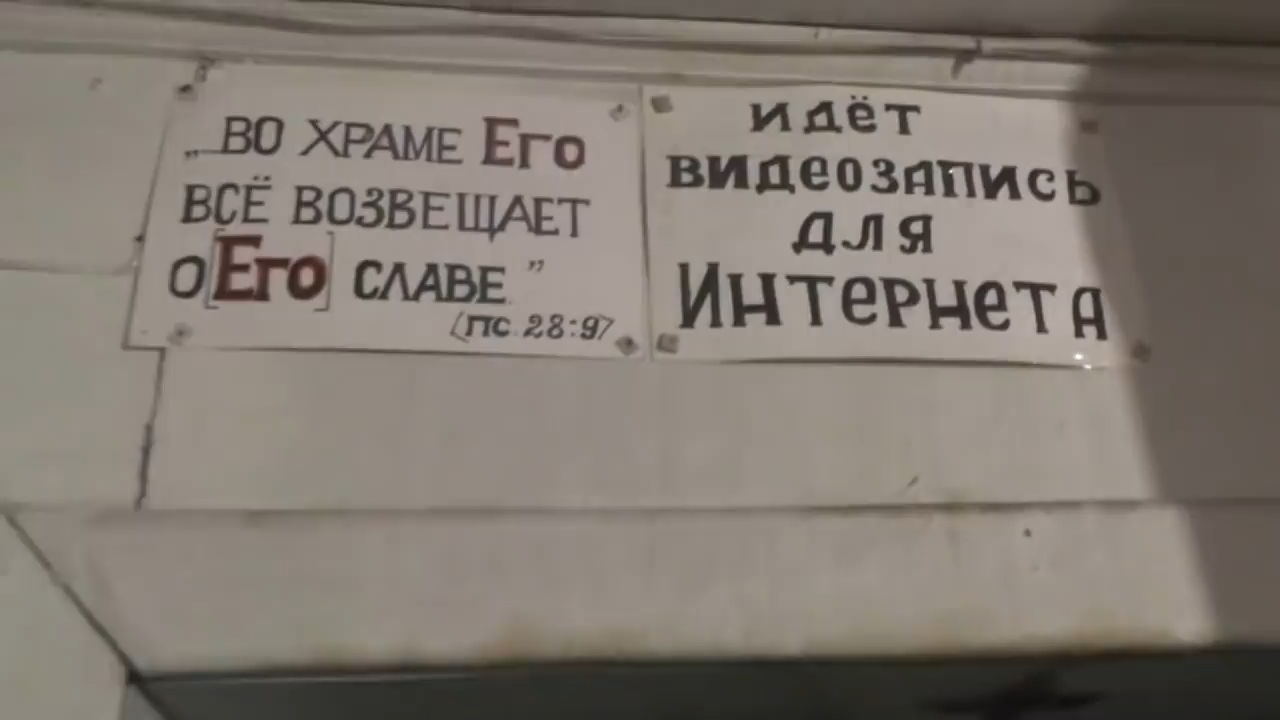 „ВО ХРАМЕ Его
ВСЁ ВОЗВЕЩАЕТ
О [Его] СЛАВЕ."
(ПС. 28:9)
ИДЁТ
ВИДЕОЗАПИСЬ
ДЛЯ
ИНТЕРНЕТА